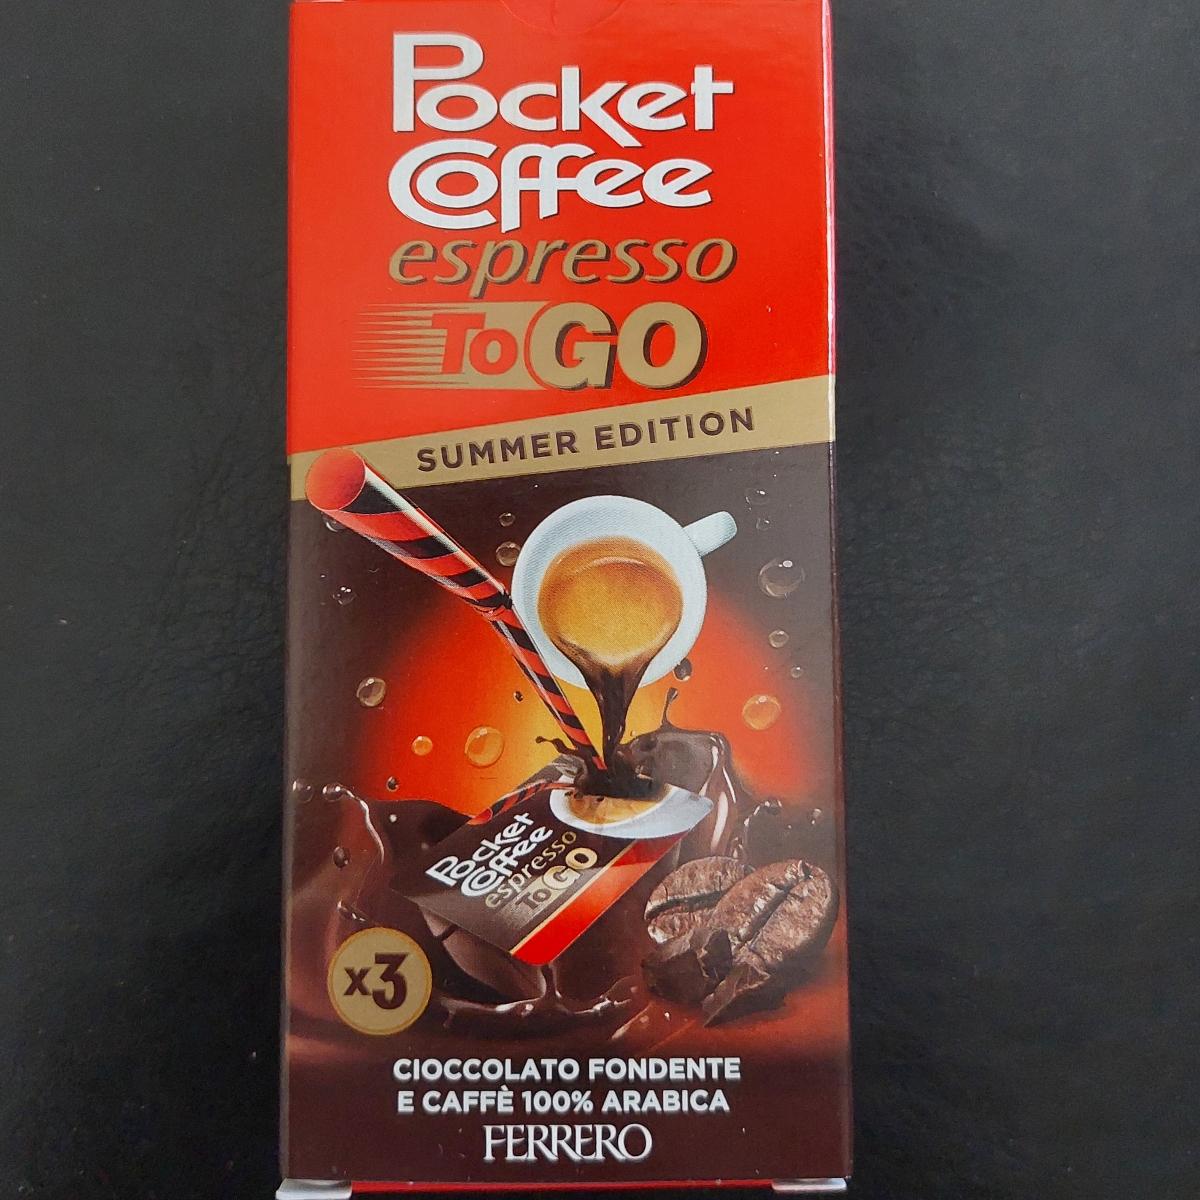 Pocket
Coffee
espresso
To GO
SUMMER EDITION
Pocket
Coffee
espresso
To GO
x3
CIOCCOLATO FONDENTE
E CAFFÈ 100% ARABICA
FERRERO